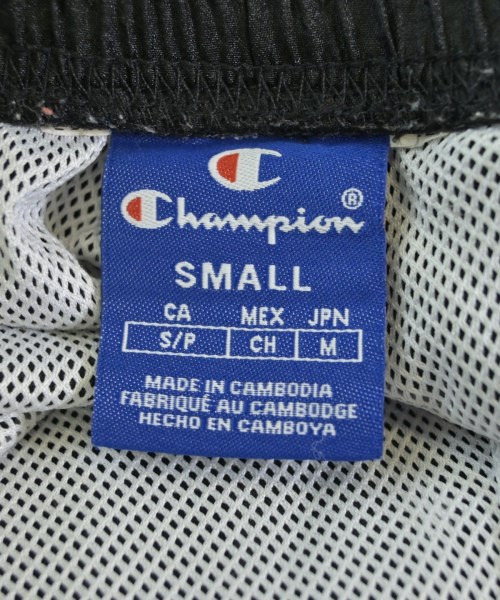 Champion®
SMALL
CA MEX JPN
S/P CH M
MADE IN CAMBODIA
FABRIQUÉ AU CAMBODGE
HECHO EN CAMBOYA